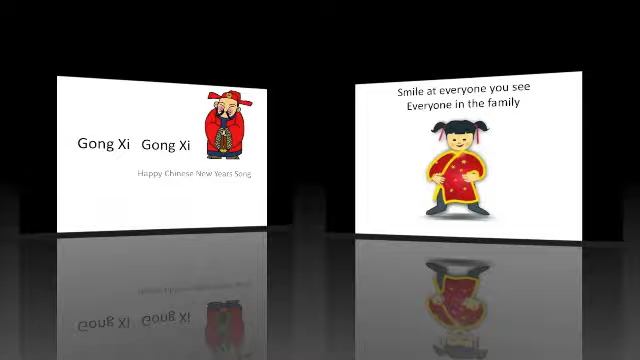 Gong Xi Gong Xi
Happy Chinese New Years Song
Smile at everyone you see
Everyone in the family